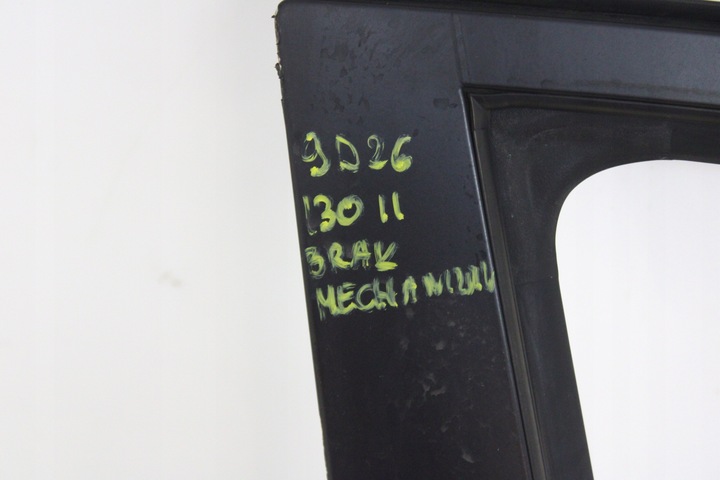 9D26
130 11
BRAK
MECHANIZMU